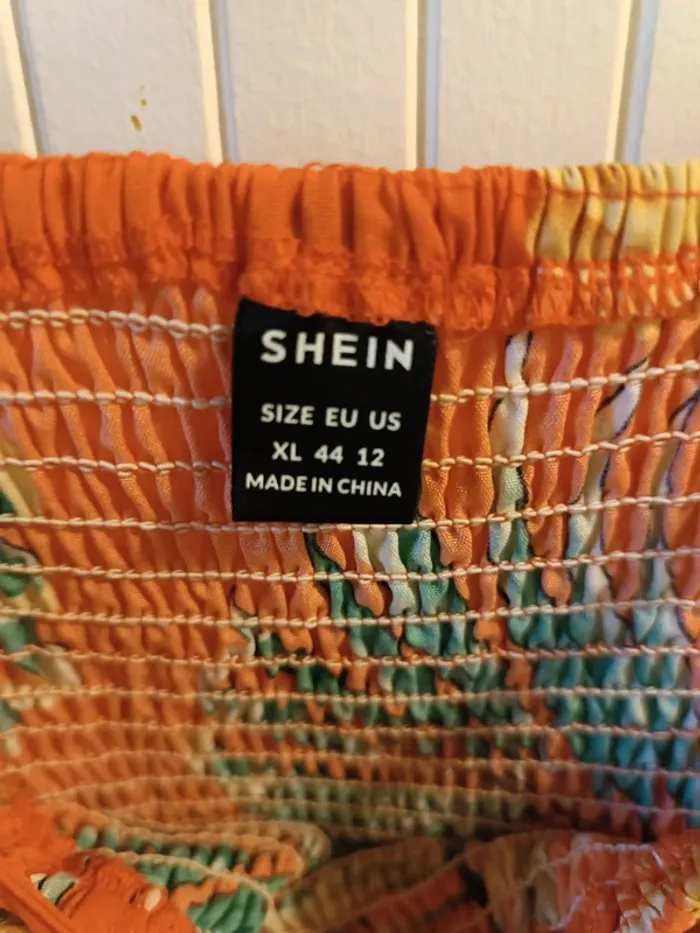 SHEIN
SIZE EU US
XL 44 12
MADE IN CHINA